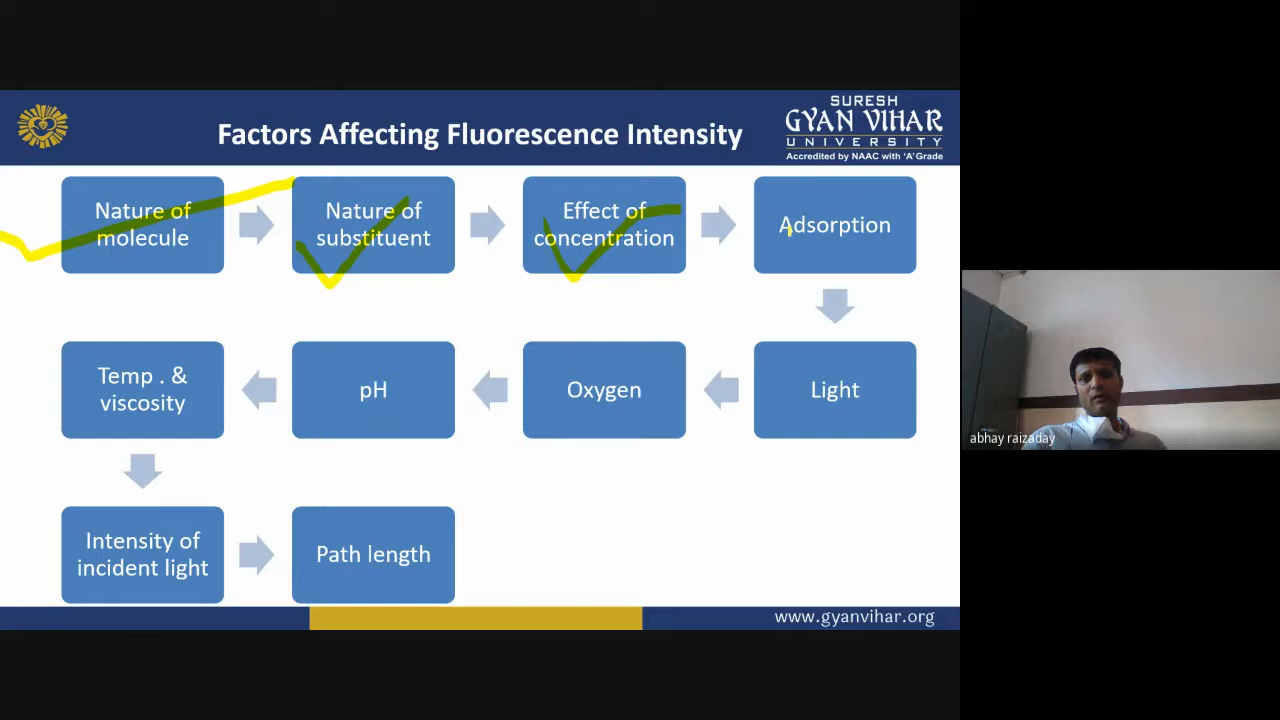 Factors Affecting Fluorescence Intensity
SURESH
GYAN VIHAR
UNIVERSITY
Accredited by NAAC with 'A' Grade
Nature of
molecule
Nature of
substituent
Effect of
concentration
Adsorption
Light
Oxygen
pH
Temp . &
viscosity
Intensity of
incident light
Path length
www.gyanvihar.org
abhay raizaday